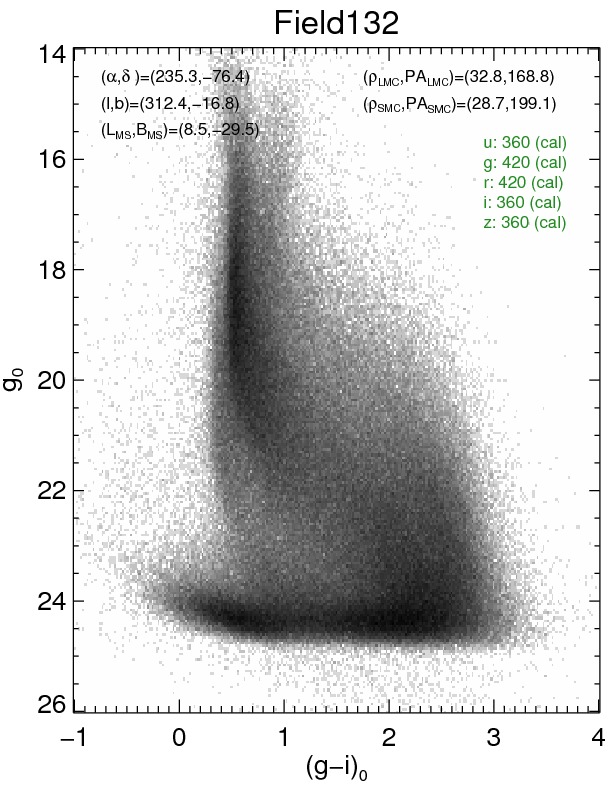 Field132
14
(α,δ )=(235.3,−76.4)
(ρLMC,PALMC)=(32.8,168.8)
(l,b)=(312.4,−16.8)
(ρSMC,PASMC)=(28.7,199.1)
(LMS,BMS)=(8.5,−29.5)
u: 360 (cal)
g: 420 (cal)
r: 420 (cal)
i: 360 (cal)
z: 360 (cal)
16
18
20
22
24
26
g0
−1 0 1 2 3 4
(g−i)0